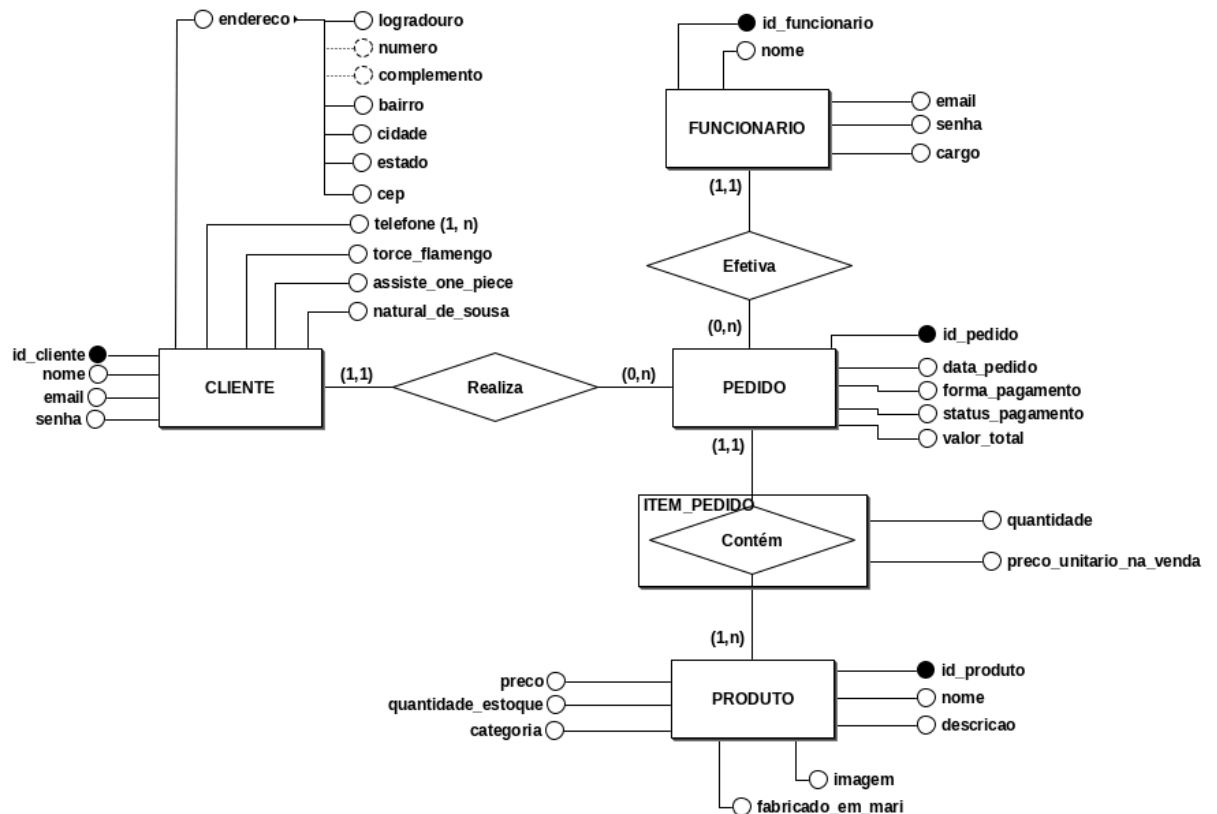 endereco
logradouro
numero
complemento
bairro
cidade
estado
cep
telefone (1, n)
torce_flamengo
assiste_one_piece
natural_de_sousa
id_cliente
nome
email
senha
CLIENTE
(1,1)
Realiza
(0,n)
id_funcionario
nome
FUNCIONARIO
email
senha
cargo
(1,1)
Efetiva
(0,n)
PEDIDO
id_pedido
data_pedido
forma_pagamento
status_pagamento
valor_total
(1,1)
ITEM_PEDIDO
Contém
quantidade
preco_unitario_na_venda
(1,n)
preco
quantidade_estoque
categoria
PRODUTO
id_produto
nome
descricao
imagem
fabricado_em_mari